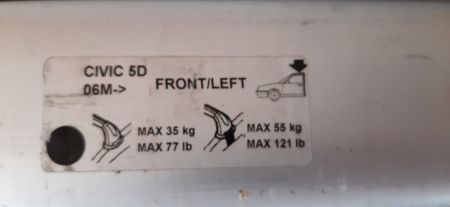 CIVIC 5D
06M->
FRONT/LEFT
MAX 35 kg
MAX 77 lb
MAX 55 kg
MAX 121 lb